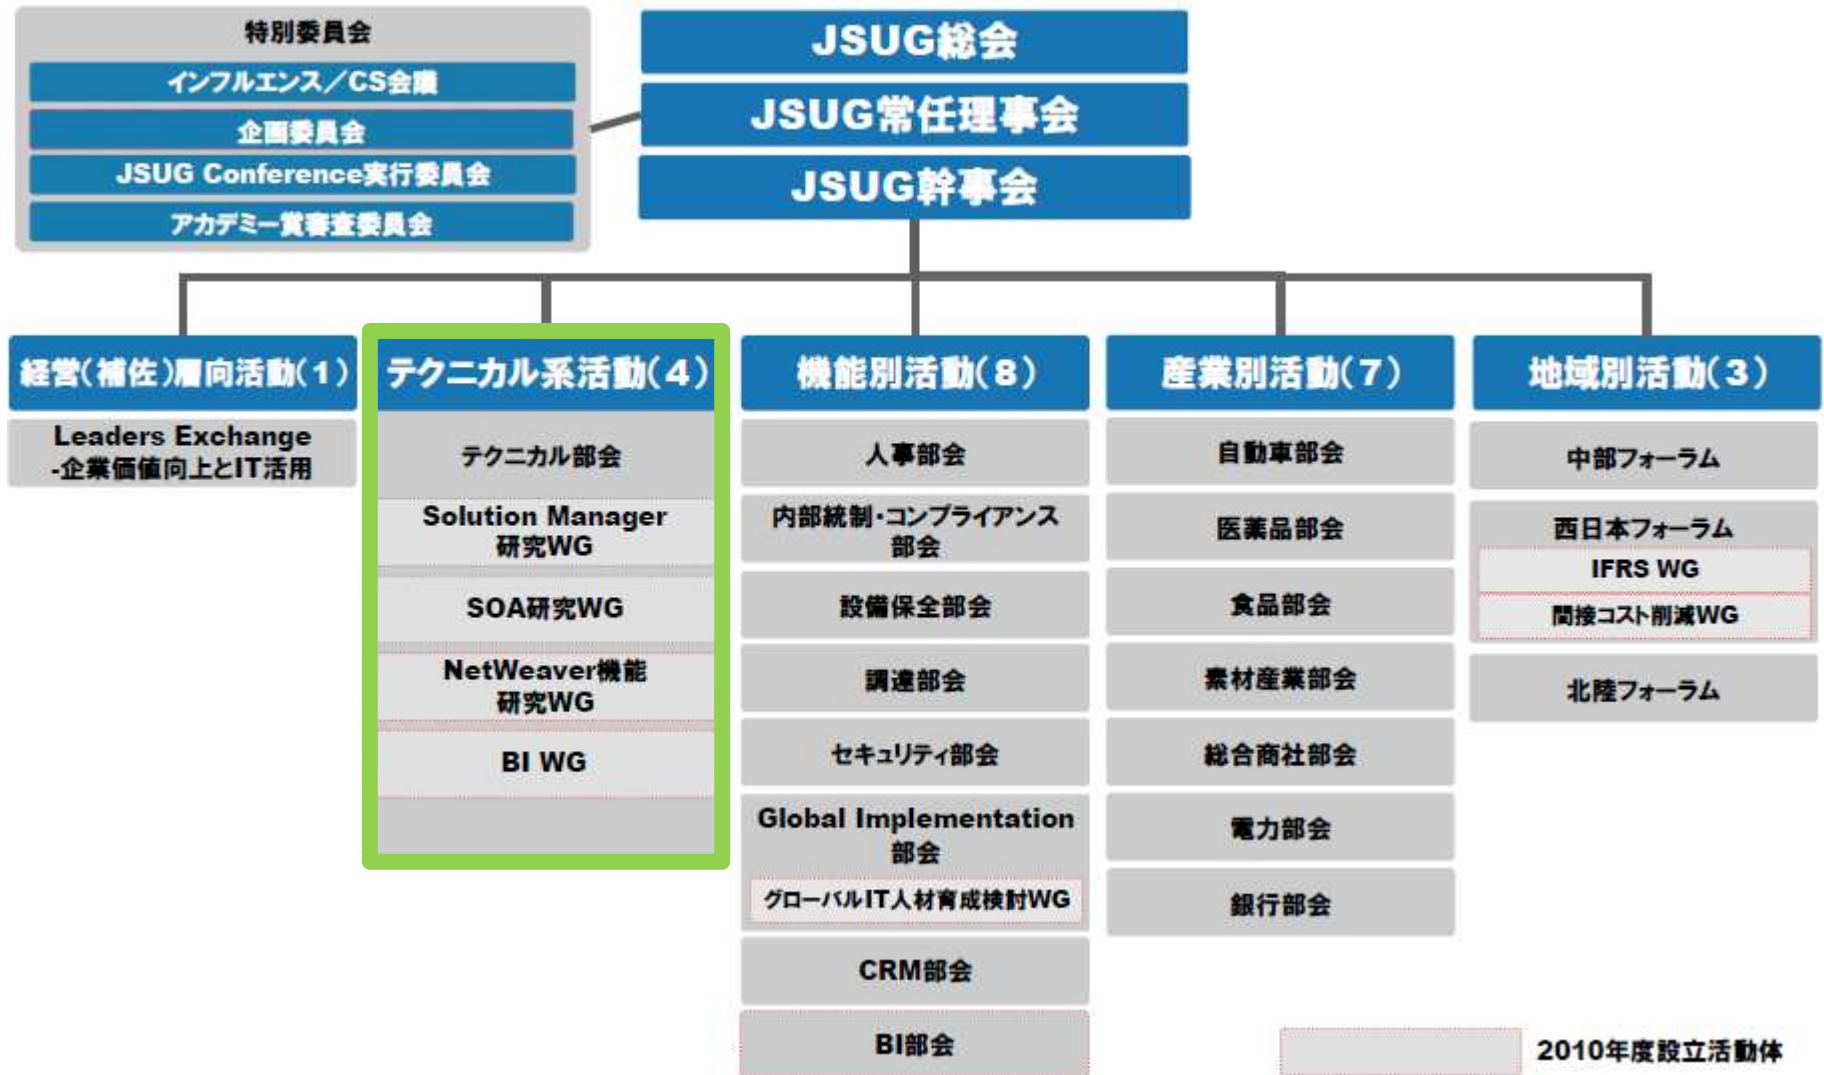 特別委員会
インフルエンス／CS会議
企画委員会
JSUG Conference実行委員会
アカデミー賞審査委員会
JSUG総会
JSUG常任理事会
JSUG幹事会
経営(補佐)層向活動(1)
Leaders Exchange
-企業価値向上とIT活用
テクニカル系活動(4)
テクニカル部会
Solution Manager
研究WG
SOA研究WG
NetWeaver機能
研究WG
BI WG
機能別活動(8)
人事部会
内部統制・コンプライアンス
部会
設備保全部会
調達部会
セキュリティ部会
Global Implementation
部会
グローバルIT人材育成検討WG
CRM部会
BI部会
産業別活動(7)
自動車部会
医薬品部会
食品部会
素材産業部会
総合商社部会
電力部会
銀行部会
地域別活動(3)
中部フォーラム
西日本フォーラム
IFRS WG
間接コスト削減WG
北陸フォーラム
2010年度設立活動体